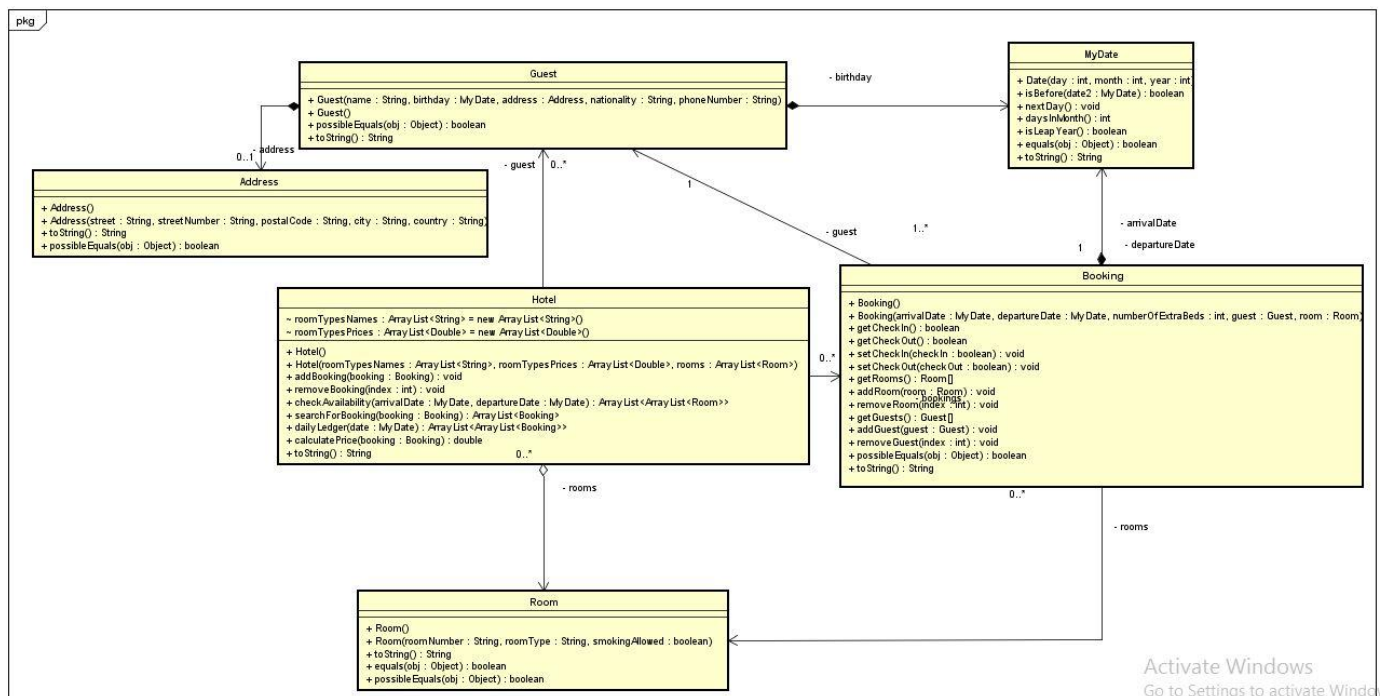 pkg
Guest
+ Guest(name : String, birthday : MyDate, address : Address, nationality : String, phoneNumber : String)
+ Guest()
+ possibleEquals(obj : Object) : boolean
+ toString() : String
- birthday
MyDate
+ Date(day : int, month : int, year : int)
+ isBefore(date2 : MyDate) : boolean
+ nextDay() : void
+ daysInMonth() : int
+ isLeapYear() : boolean
+ equals(obj : Object) : boolean
+ toString() : String
- address
0..1
Address
+ Address()
+ Address(street : String, streetNumber : String, postalCode : String, city : String, country : String)
+ toString() : String
+ possibleEquals(obj : Object) : boolean
- guest
0..*
1
- guest
1..*
- arrivalDate
- departureDate
1
Hotel
~ roomTypesNames : ArrayList<String> = new ArrayList<String>()
~ roomTypesPrices : ArrayList<Double> = new ArrayList<Double>()
+ Hotel()
+ Hotel(roomTypesNames : ArrayList<String>, roomTypesPrices : ArrayList<Double>, rooms : ArrayList<Room>)
+ addBooking(booking : Booking) : void
+ removeBooking(index : int) : void
+ checkAvailability(arrivalDate : MyDate, departureDate : MyDate) : ArrayList<ArrayList<Room>>
+ searchForBooking(booking : Booking) : ArrayList<Booking>
+ dailyLedger(date : MyDate) : ArrayList<ArrayList<Booking>>
+ calculatePrice(booking : Booking) : double
+ toString() : String
0..*
- rooms
0..*
Booking
+ Booking()
+ Booking(arrivalDate : MyDate, departureDate : MyDate, numberOfExtraBeds : int, guest : Guest, room : Room)
+ getCheckIn() : boolean
+ getCheckOut() : boolean
+ setCheckIn(checkIn : boolean) : void
+ setCheckOut(checkOut : boolean) : void
+ getRooms() : Room[]
+ addRoom(room : Room) : void
- bookings
+ removeRoom(index : int) : void
+ getGuests() : Guest[]
+ addGuest(guest : Guest) : void
+ removeGuest(index : int) : void
+ possibleEquals(obj : Object) : boolean
+ toString() : String
0..*
- rooms
Room
+ Room()
+ Room(roomNumber : String, roomType : String, smokingAllowed : boolean)
+ toString() : String
+ equals(obj : Object) : boolean
+ possibleEquals(obj : Object) : boolean
Activate Windows
Go to Settings to activate Windo